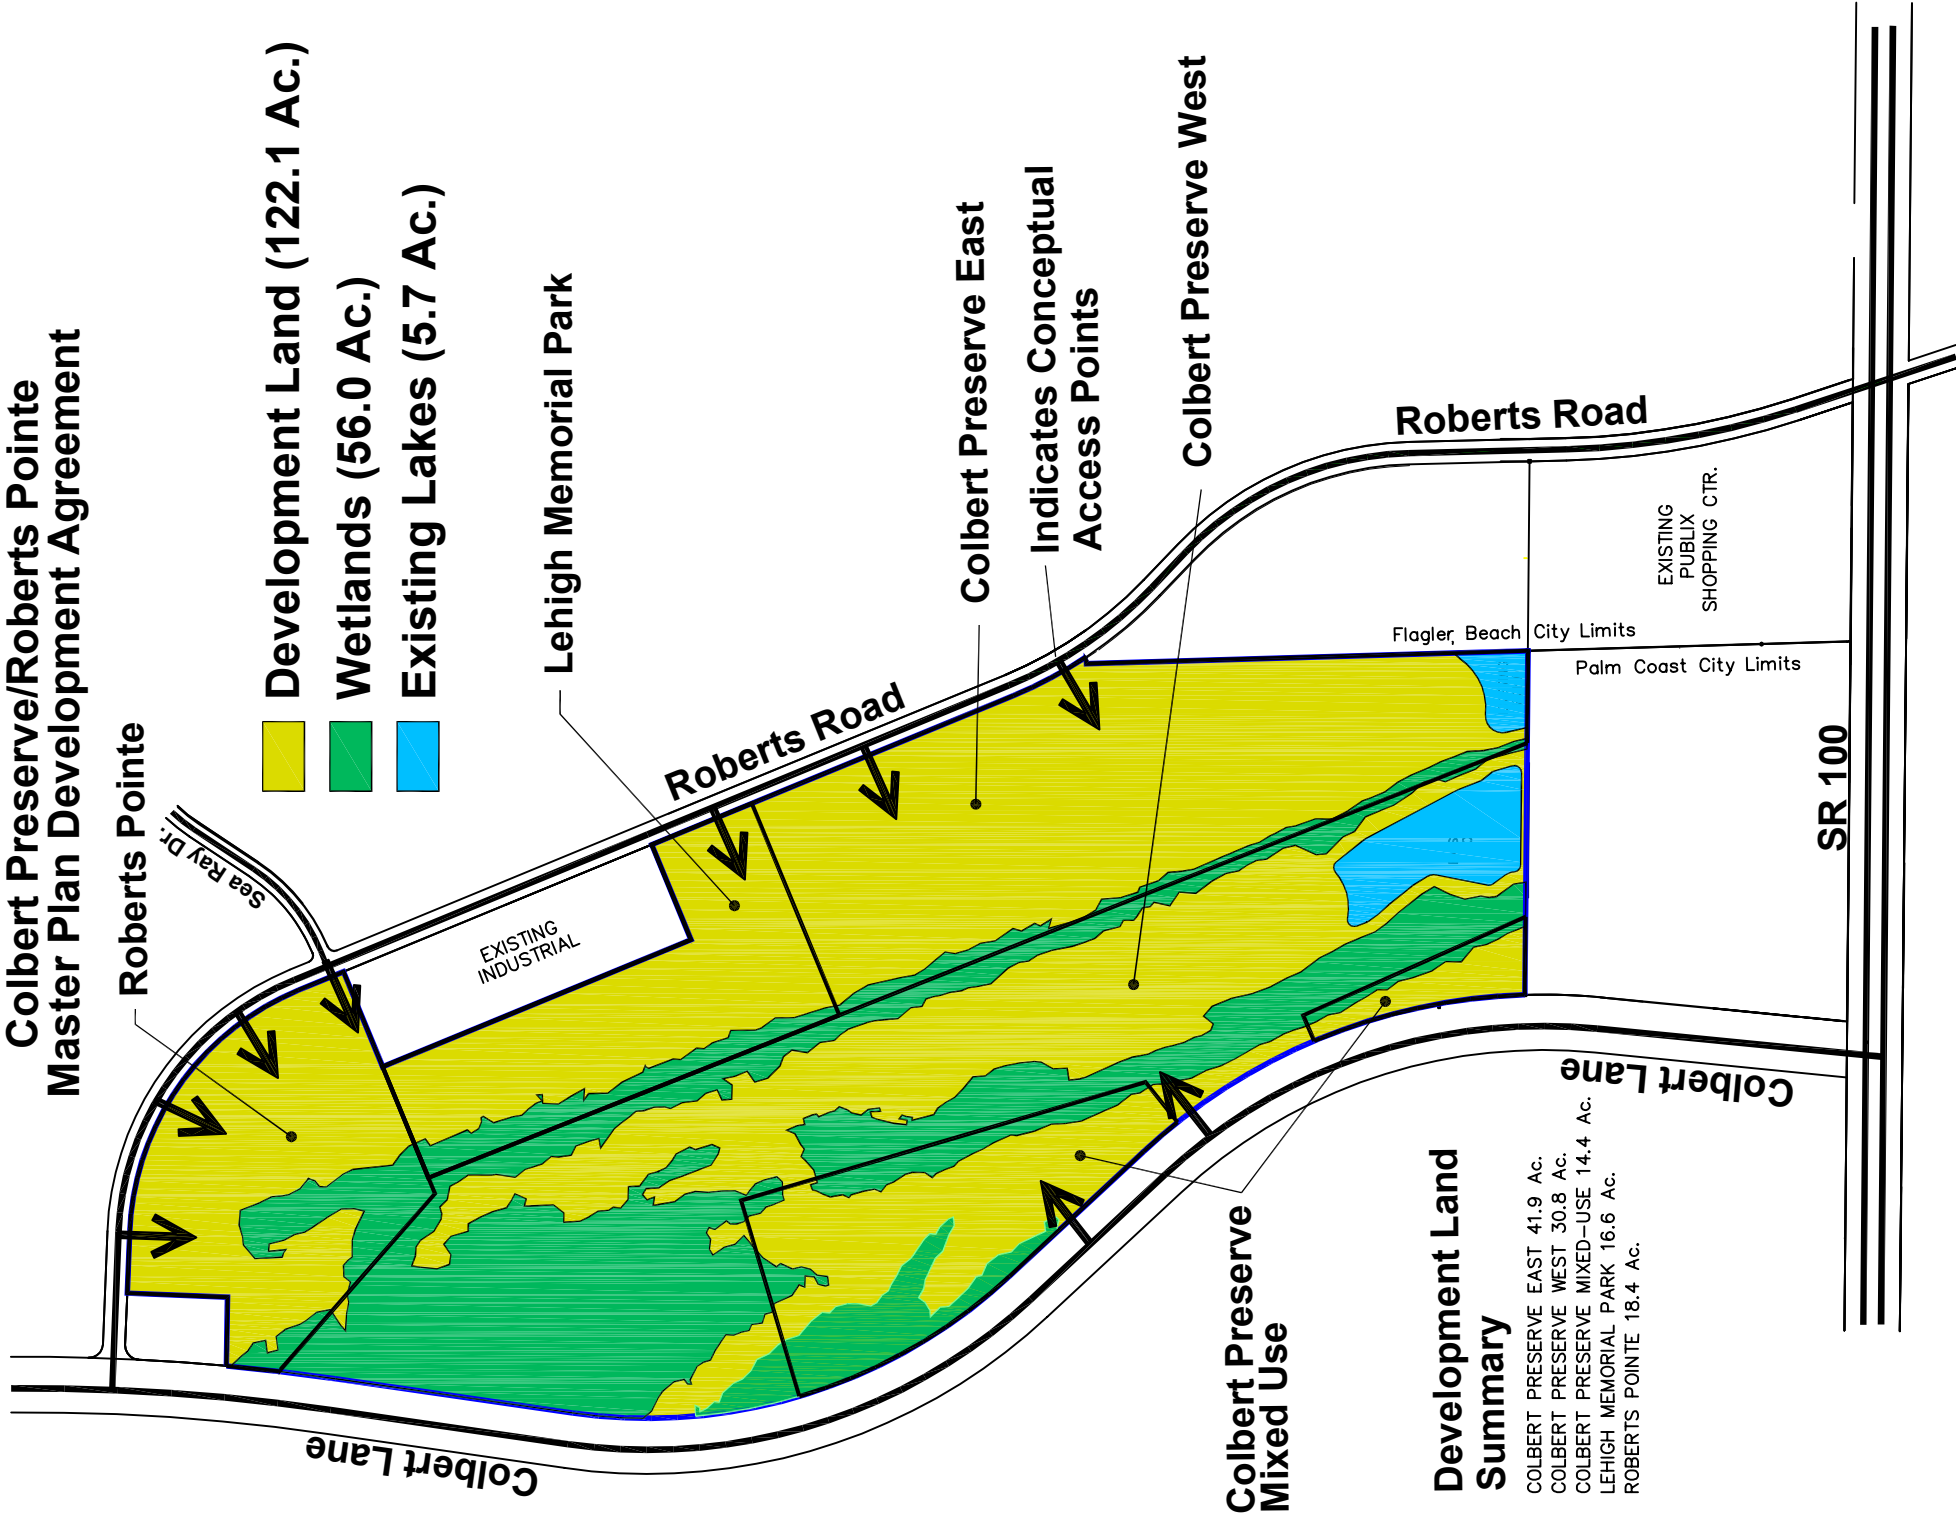 Colbert Preserve/Roberts Pointe
Master Plan Development Agreement
Roberts Pointe
Sea Ray Dr.
Development Land (122.1 Ac.)
Wetlands (56.0 Ac.)
Existing Lakes (5.7 Ac.)
Lehigh Memorial Park
EXISTING
INDUSTRIAL
Roberts Road
Colbert Preserve East
Indicates Conceptual
Access Points
Colbert Preserve West
Roberts Road
EXISTING
PUBLIX
SHOPPING CTR.
Flagler Beach City Limits
Palm Coast City Limits
SR 100
Colbert Lane
Colbert Lane
Colbert Preserve
Mixed Use
Development Land
Summary
COLBERT PRESERVE EAST 41.9 Ac.
COLBERT PRESERVE WEST 30.8 Ac.
COLBERT PRESERVE MIXED-USE 14.4 Ac.
LEHIGH MEMORIAL PARK 16.6 Ac.
ROBERTS POINTE 18.4 Ac.